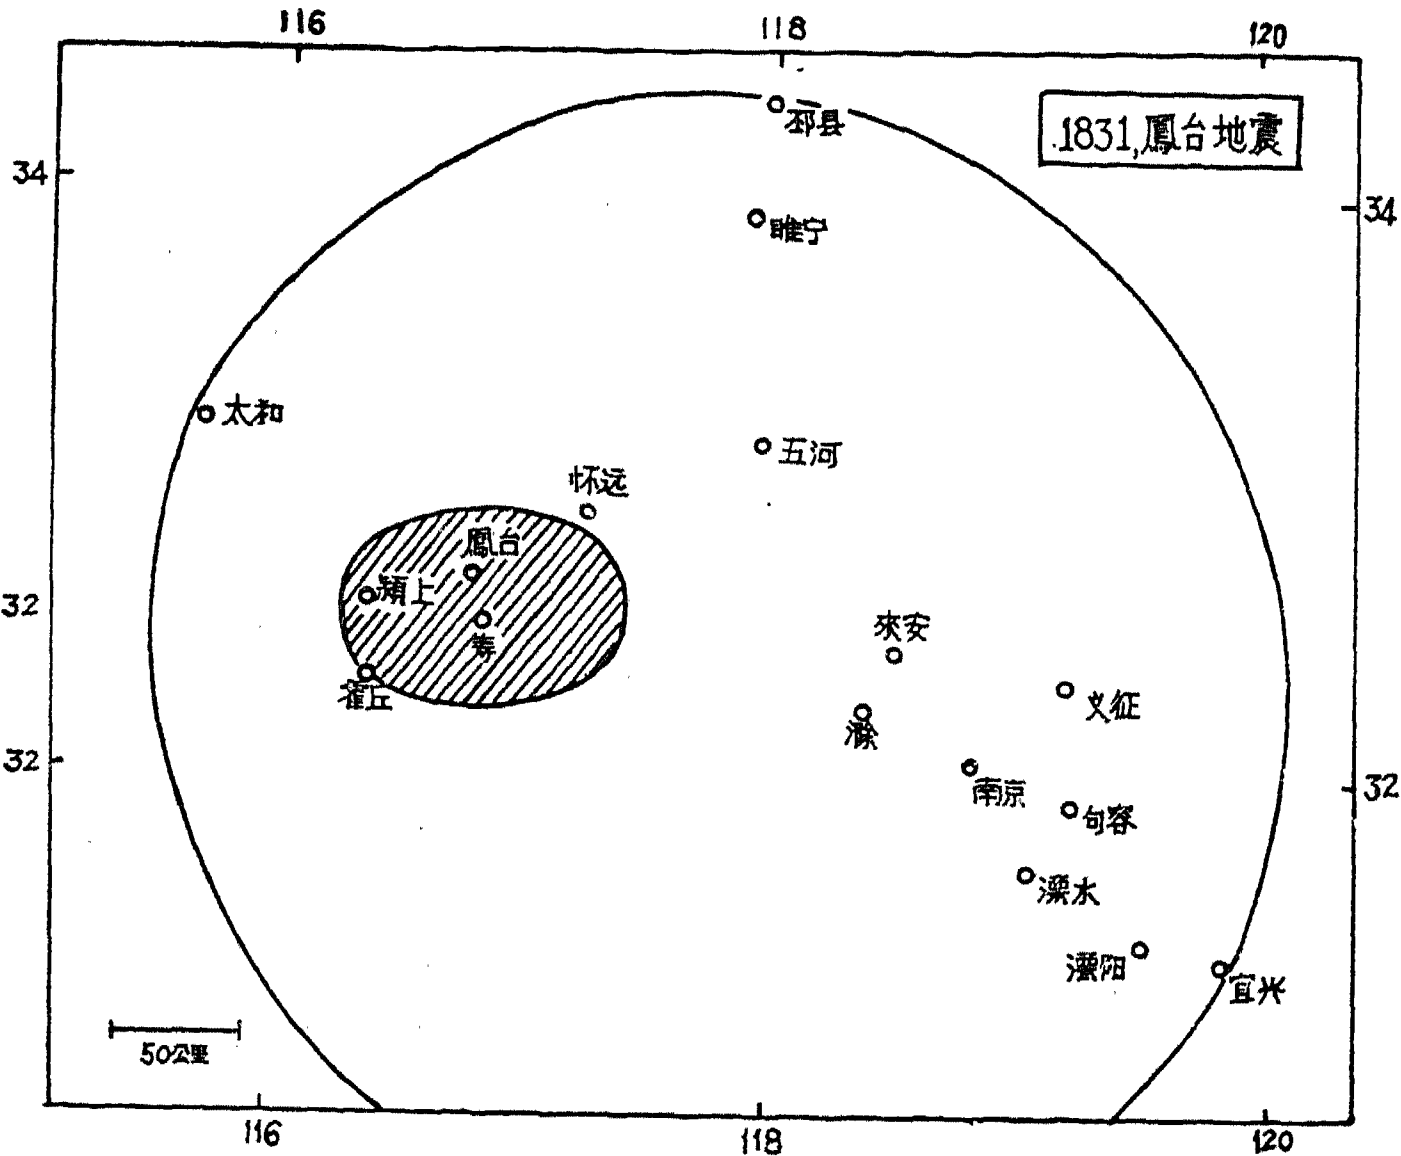 116
118
120
1831,鳳台地震
邳县
34
34
睢宁
太和
五河
怀远
鳳台
潁上
32
寿
來安
霍丘
义征
滁
32
南京
32
句容
溧水
溧阳
宜兴
50公里
116
118
120